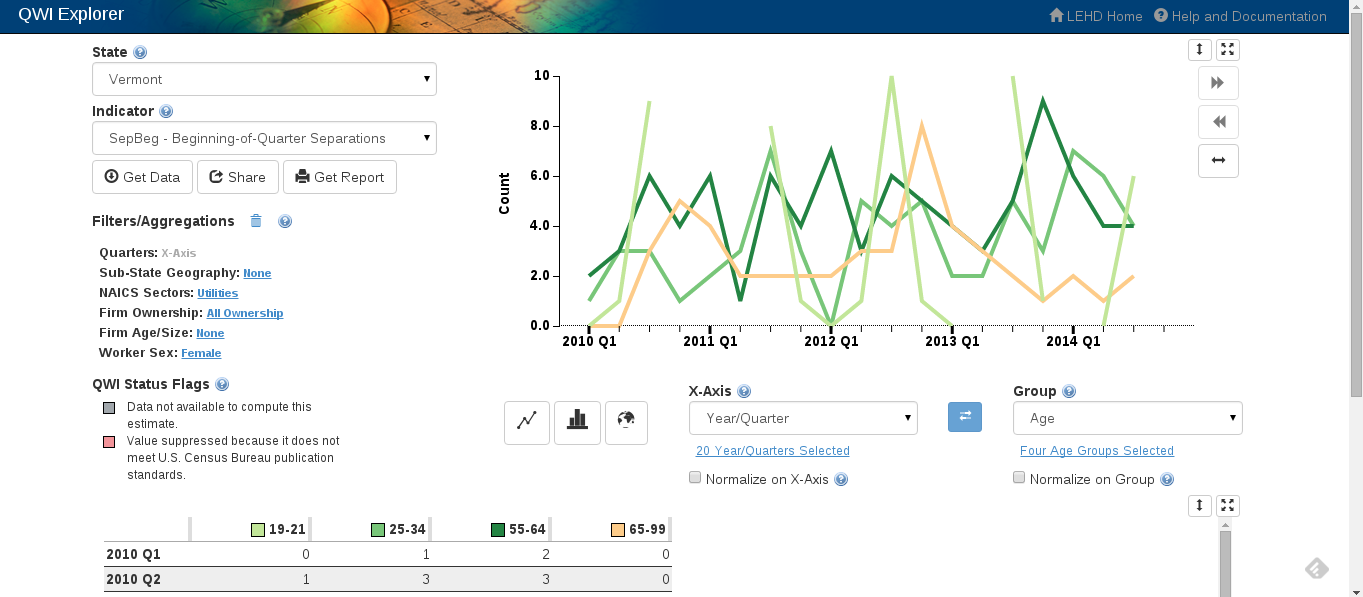 QWI Explorer
LEHD Home
Help and Documentation
State
Vermont
Indicator
SepBeg - Beginning-of-Quarter Separations
Get Data
Share
Get Report
Filters/Aggregations
Quarters: X-Axis
Sub-State Geography: None
NAICS Sectors: Utilities
Firm Ownership: All Ownership
Firm Age/Size: None
Worker Sex: Female
QWI Status Flags
Data not available to compute this
estimate.
Value suppressed because it does not
meet U.S. Census Bureau publication
standards.
10
8.0
6.0
4.0
2.0
0.0
Count
2010 Q1 2011 Q1 2012 Q1 2013 Q1 2014 Q1
X-Axis
Year/Quarter
20 Year/Quarters Selected
Normalize on X-Axis
Group
Age
Four Age Groups Selected
Normalize on Group
19-21 25-34 55-64 65-99
2010 Q1 0 1 2 0
2010 Q2 1 3 3 0